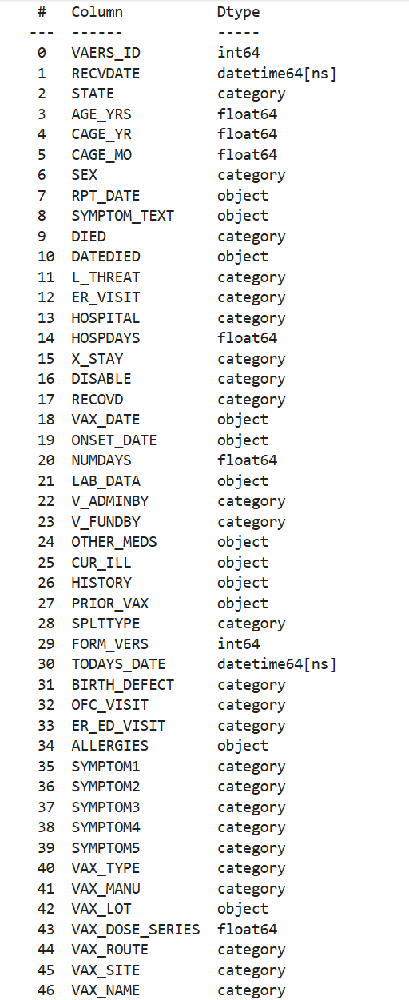 # Column Dtype
--- ------ -----
0 VAERS_ID int64
1 RECVDATE datetime64[ns]
2 STATE category
3 AGE_YRS float64
4 CAGE_YR float64
5 CAGE_MO float64
6 SEX category
7 RPT_DATE object
8 SYMPTOM_TEXT object
9 DIED category
10 DATEDIED object
11 L_THREAT category
12 ER_VISIT category
13 HOSPITAL category
14 HOSPDAYS float64
15 X_STAY category
16 DISABLE category
17 RECOVD category
18 VAX_DATE object
19 ONSET_DATE object
20 NUMDAYS float64
21 LAB_DATA object
22 V_ADMINBY category
23 V_FUNDBY category
24 OTHER_MEDS object
25 CUR_ILL object
26 HISTORY object
27 PRIOR_VAX object
28 SPLTTYPE category
29 FORM_VERS int64
30 TODAYS_DATE datetime64[ns]
31 BIRTH_DEFECT category
32 OFC_VISIT category
33 ER_ED_VISIT category
34 ALLERGIES object
35 SYMPTOM1 category
36 SYMPTOM2 category
37 SYMPTOM3 category
38 SYMPTOM4 category
39 SYMPTOM5 category
40 VAX_TYPE category
41 VAX_MANU category
42 VAX_LOT object
43 VAX_DOSE_SERIES float64
44 VAX_ROUTE category
45 VAX_SITE category
46 VAX_NAME category